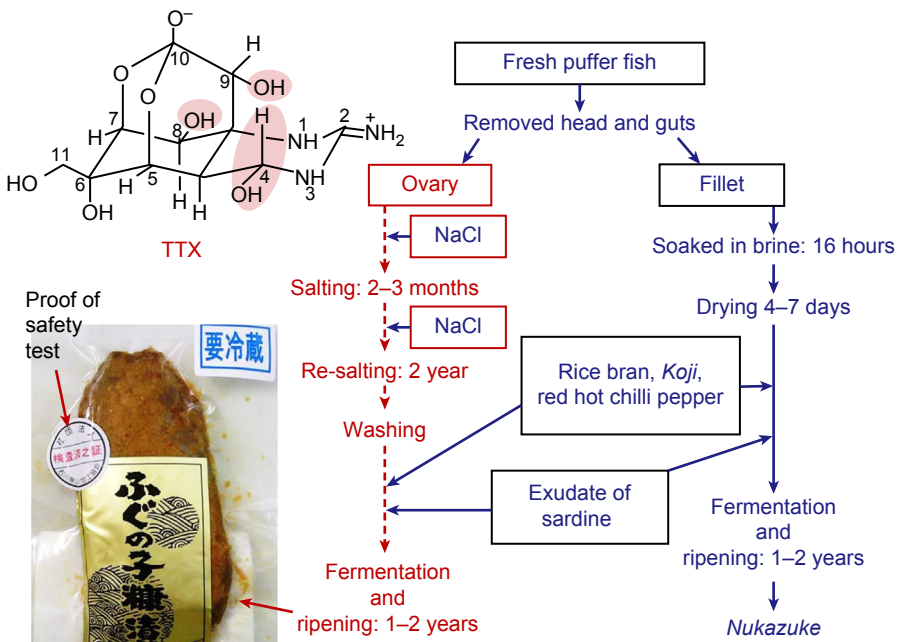 O⁻
10
H
O
9
OH
O
H
7
8
OH
H
1
NH
2
+
NH₂
H
11
HO
6
H
5
H
H
OH
4
NH
3
OH
TTX
Fresh puffer fish
Removed head and guts
Ovary
Fillet
NaCl
Soaked in brine: 16 hours
Salting: 2–3 months
Drying 4–7 days
NaCl
Re-salting: 2 year
Rice bran, Koji,
red hot chilli pepper
Washing
Exudate of
sardine
Fermentation
and
ripening: 1–2 years
Fermentation
and
ripening: 1–2 years
Nukazuke
Proof of
safety
test
要冷蔵
検査済之証
ふぐの子糠漬